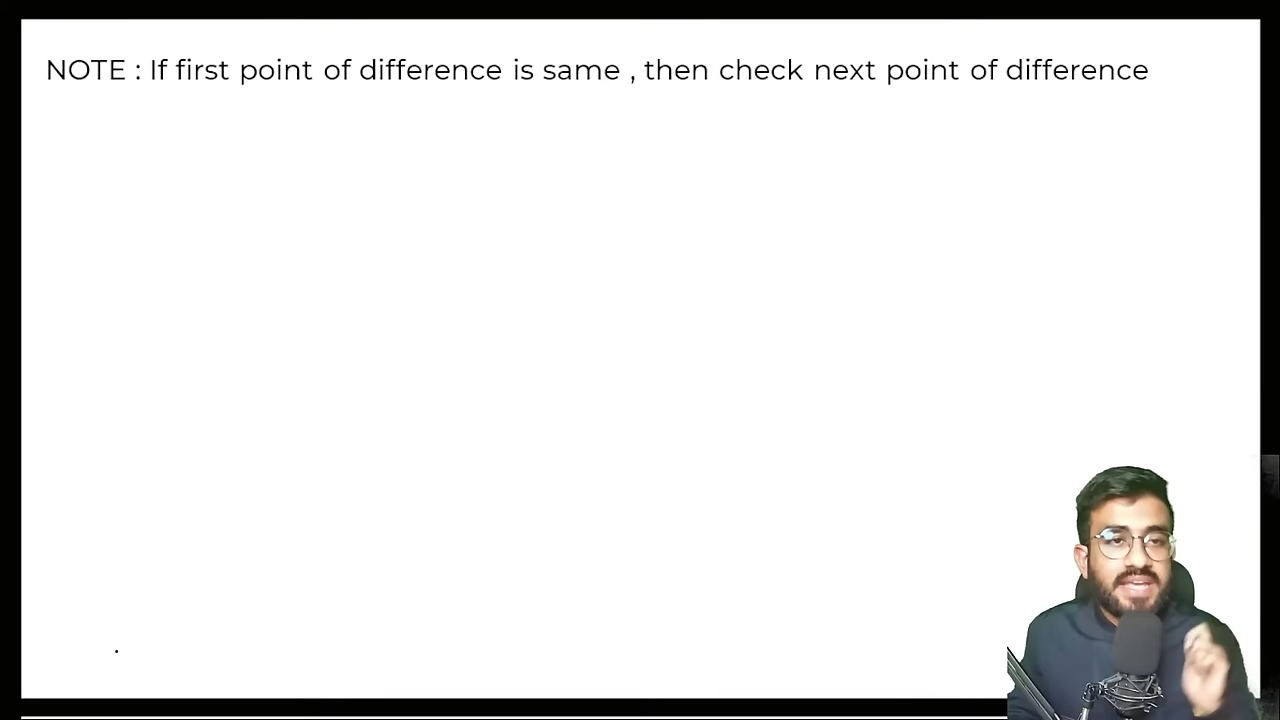 NOTE : If first point of difference is same , then check next point of difference